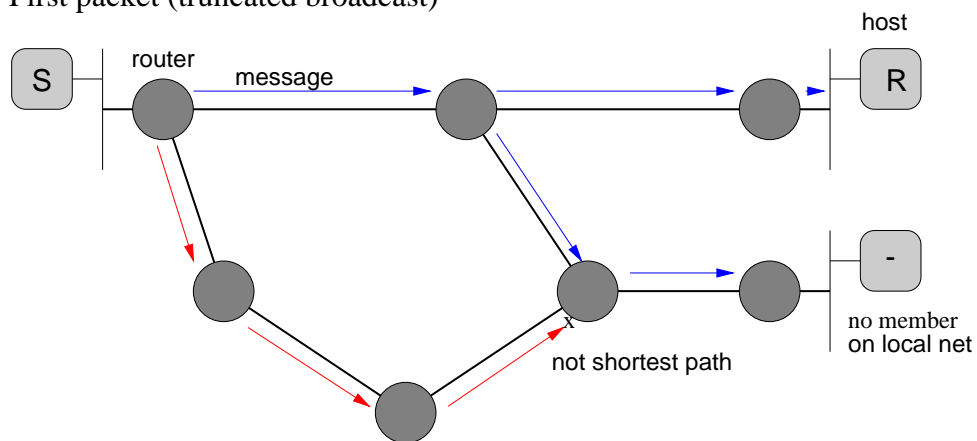 First packet (truncated broadcast)
host
router
S
message
R
-
x
no member
on local net
not shortest path